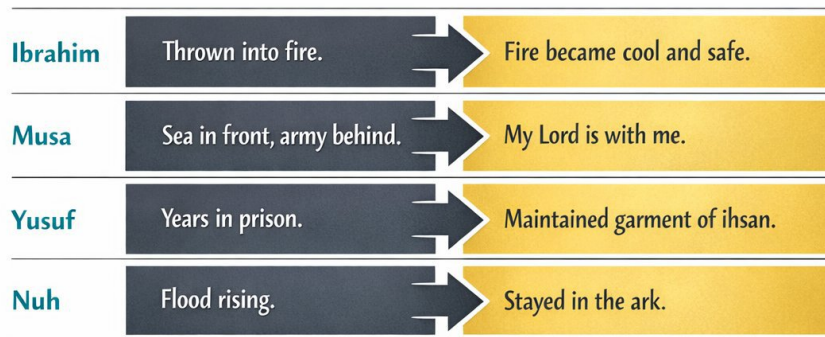 Ibrahim Thrown into fire. Fire became cool and safe.
Musa Sea in front, army behind. My Lord is with me.
Yusuf Years in prison. Maintained garment of ihsan.
Nuh Flood rising. Stayed in the ark.